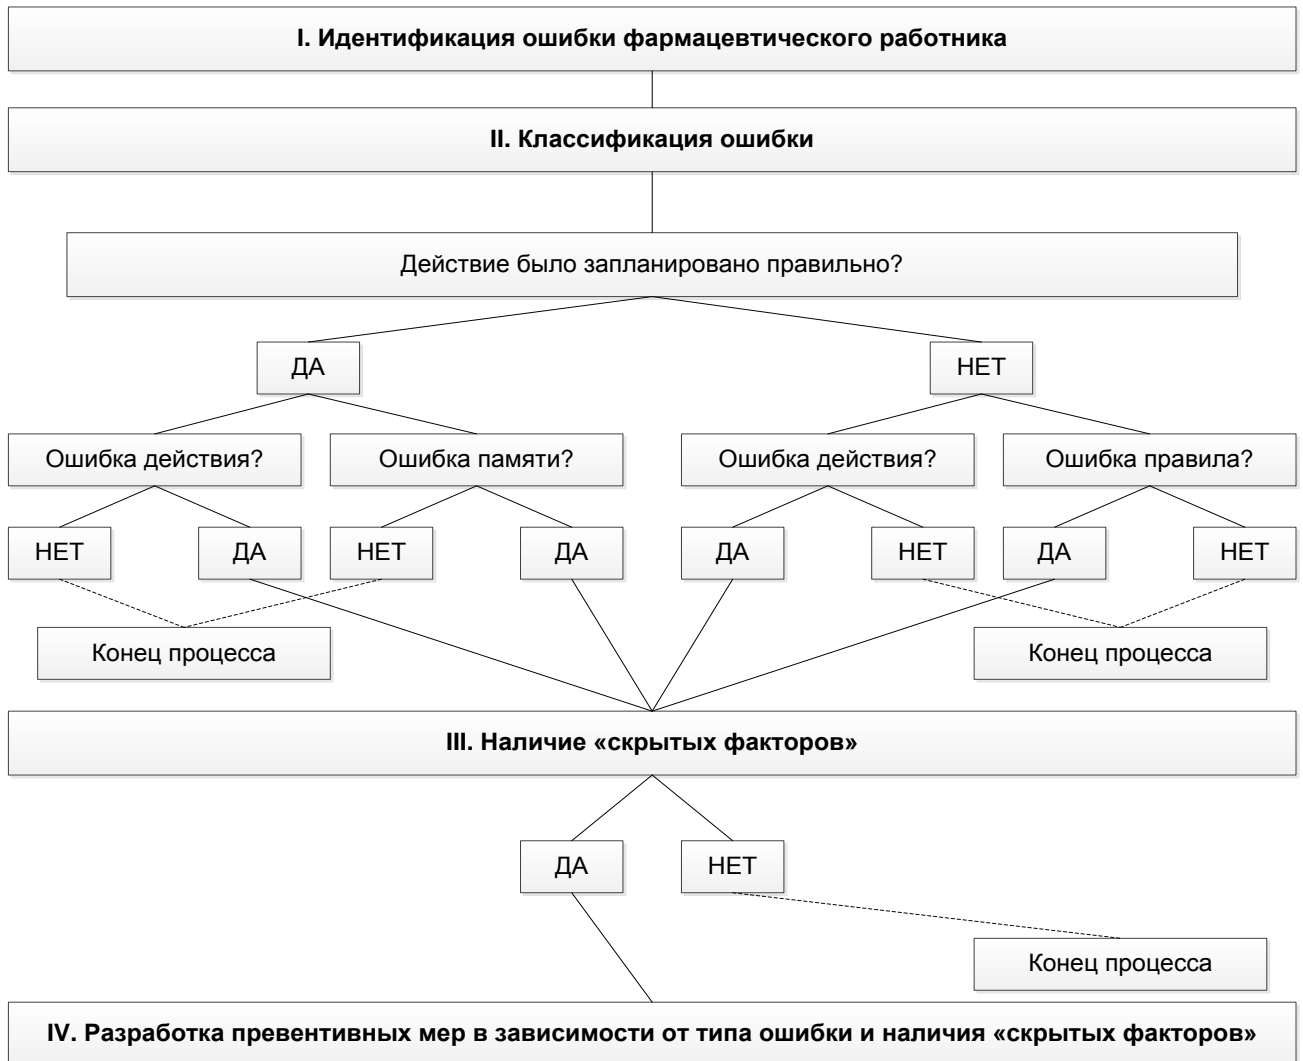 I. Идентификация ошибки фармацевтического работника
II. Классификация ошибки
Действие было запланировано правильно?
ДА
НЕТ
Ошибка действия?
Ошибка памяти?
Ошибка действия?
Ошибка правила?
НЕТ
ДА
НЕТ
ДА
ДА
НЕТ
ДА
НЕТ
Конец процесса
Конец процесса
III. Наличие «скрытых факторов»
ДА
НЕТ
Конец процесса
IV. Разработка превентивных мер в зависимости от типа ошибки и наличия «скрытых факторов»